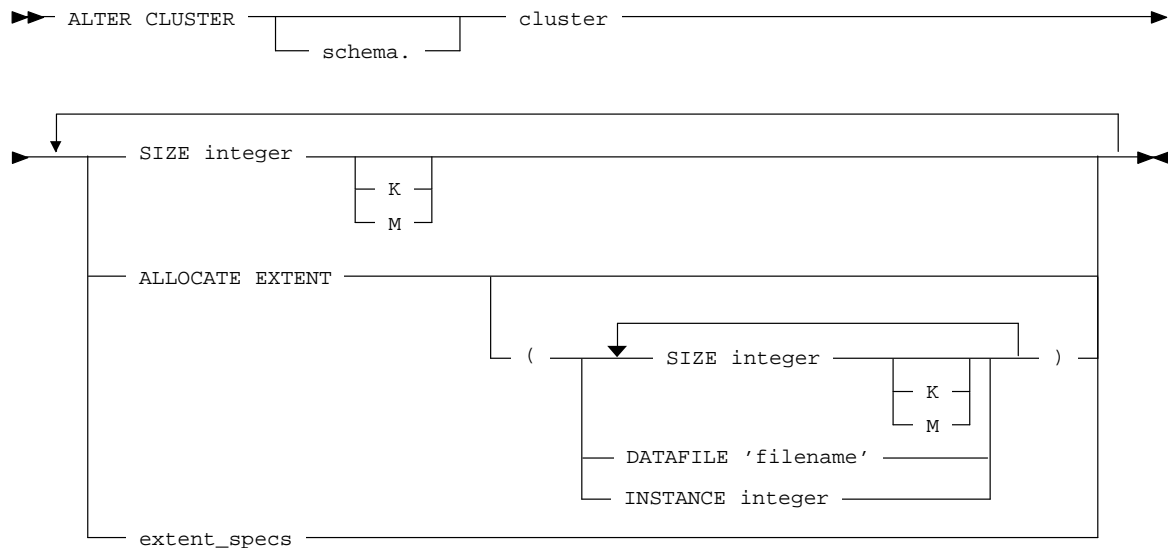 ALTER CLUSTER cluster
schema.
SIZE integer
K
M
ALLOCATE EXTENT
( SIZE integer )
K
M
DATAFILE ’filename’
INSTANCE integer
extent_specs